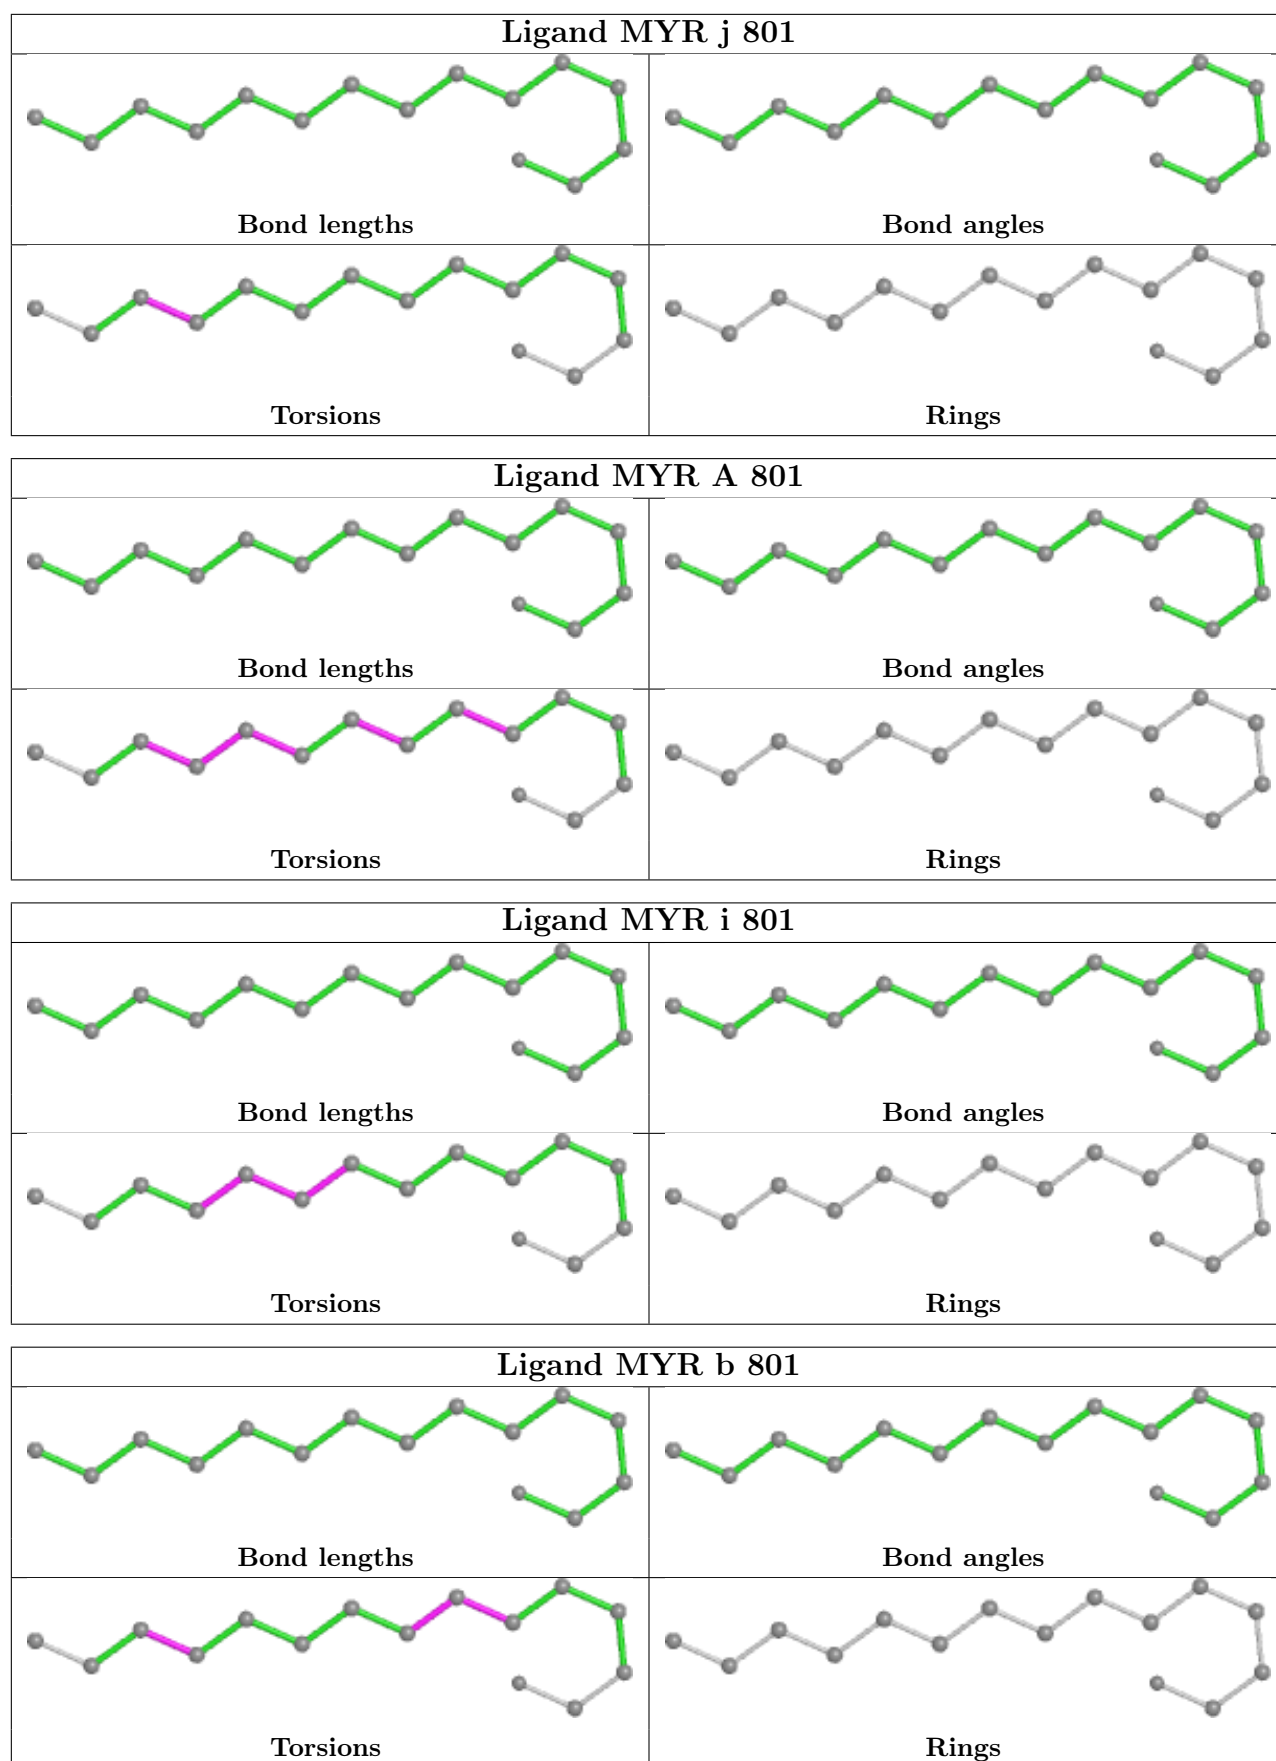 Ligand MYR j 801
Bond lengths
Bond angles
Torsions
Rings
Ligand MYR A 801
Bond lengths
Bond angles
Torsions
Rings
Ligand MYR i 801
Bond lengths
Bond angles
Torsions
Rings
Ligand MYR b 801
Bond lengths
Bond angles
Torsions
Rings